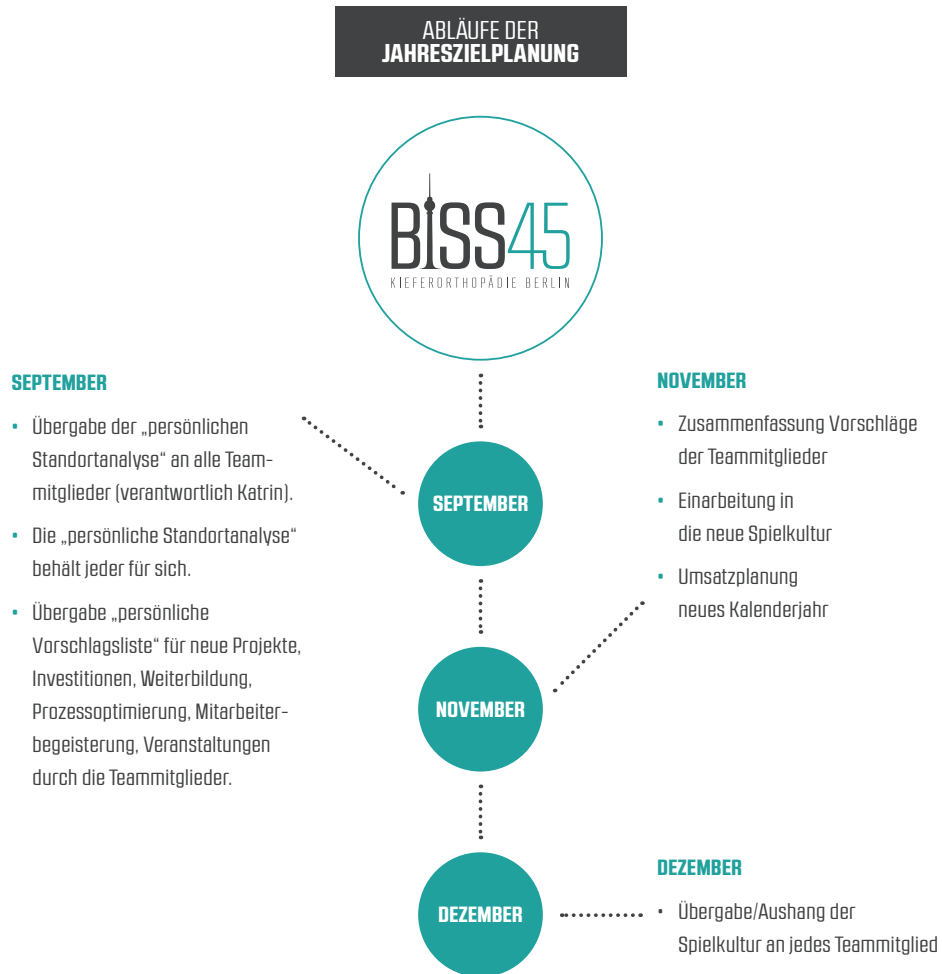 ABLÄUFE DER
JAHRESZIELPLANUNG
BISS45
KIEFERORTHOPÄDIE BERLIN
SEPTEMBER
• Übergabe der „persönlichen
Standortanalyse“ an alle Team-
mitglieder (verantwortlich Katrin).
• Die „persönliche Standortanalyse“
behält jeder für sich.
• Übergabe „persönliche
Vorschlagsliste“ für neue Projekte,
Investitionen, Weiterbildung,
Prozessoptimierung, Mitarbeiter-
begeisterung, Veranstaltungen
durch die Teammitglieder.
SEPTEMBER
NOVEMBER
• Zusammenfassung Vorschläge
der Teammitglieder
• Einarbeitung in
die neue Spielkultur
• Umsatzplanung
neues Kalenderjahr
NOVEMBER
DEZEMBER
DEZEMBER
• Übergabe/Aushang der
Spielkultur an jedes Teammitglied